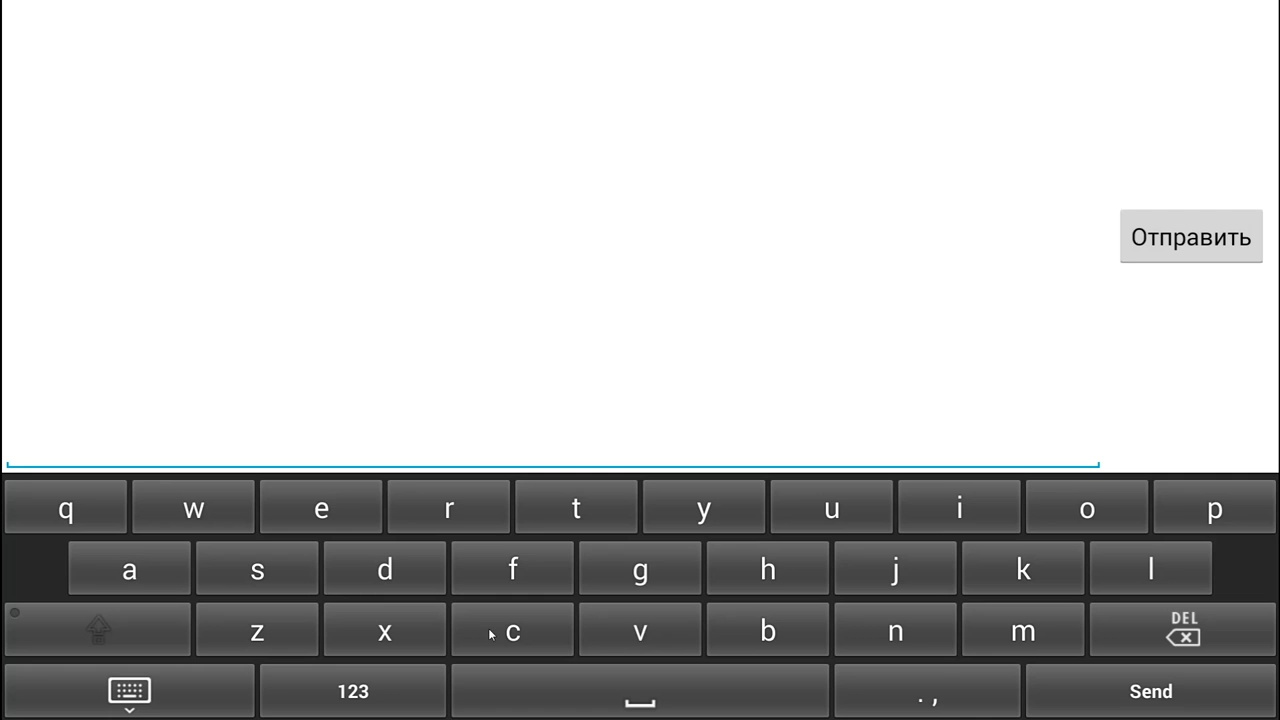 Отправить
q w e r t y u i o p
a s d f g h j k l
z x c v b n m DEL
123 . , Send